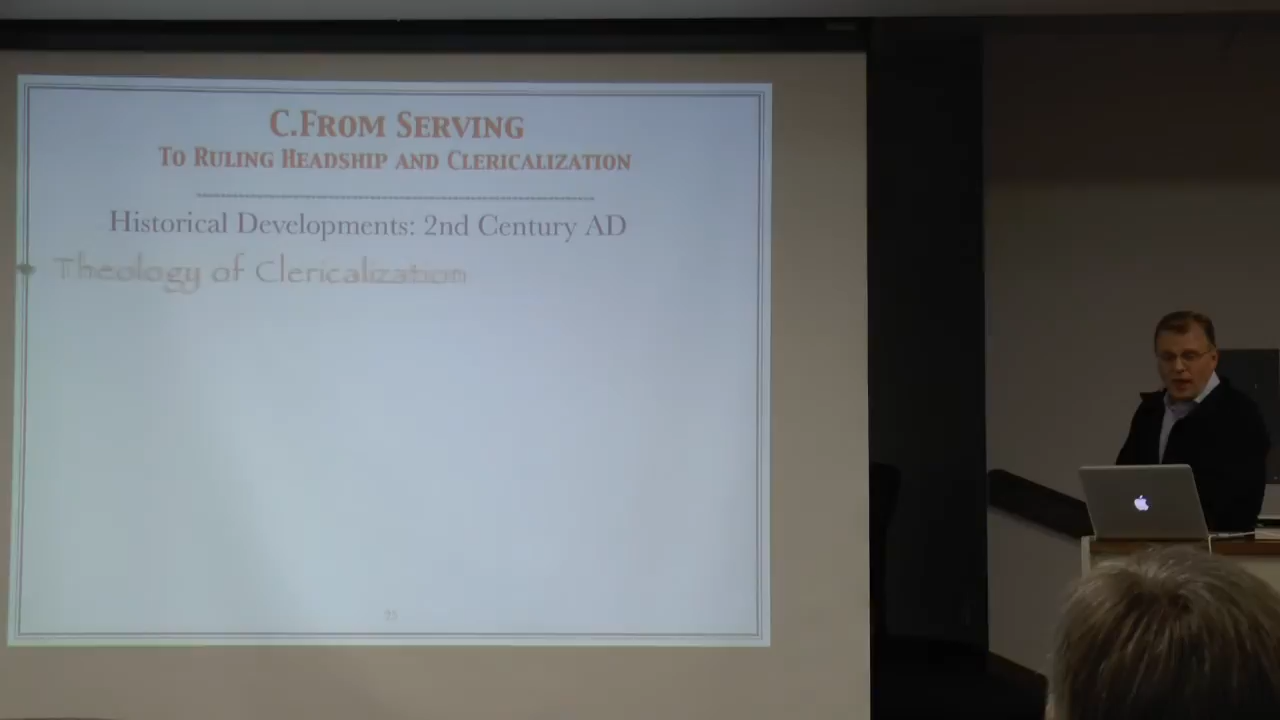 C.From Serving
To Ruling Headship and Clericalization
Historical Developments: 2nd Century AD
Theology of Clericalization